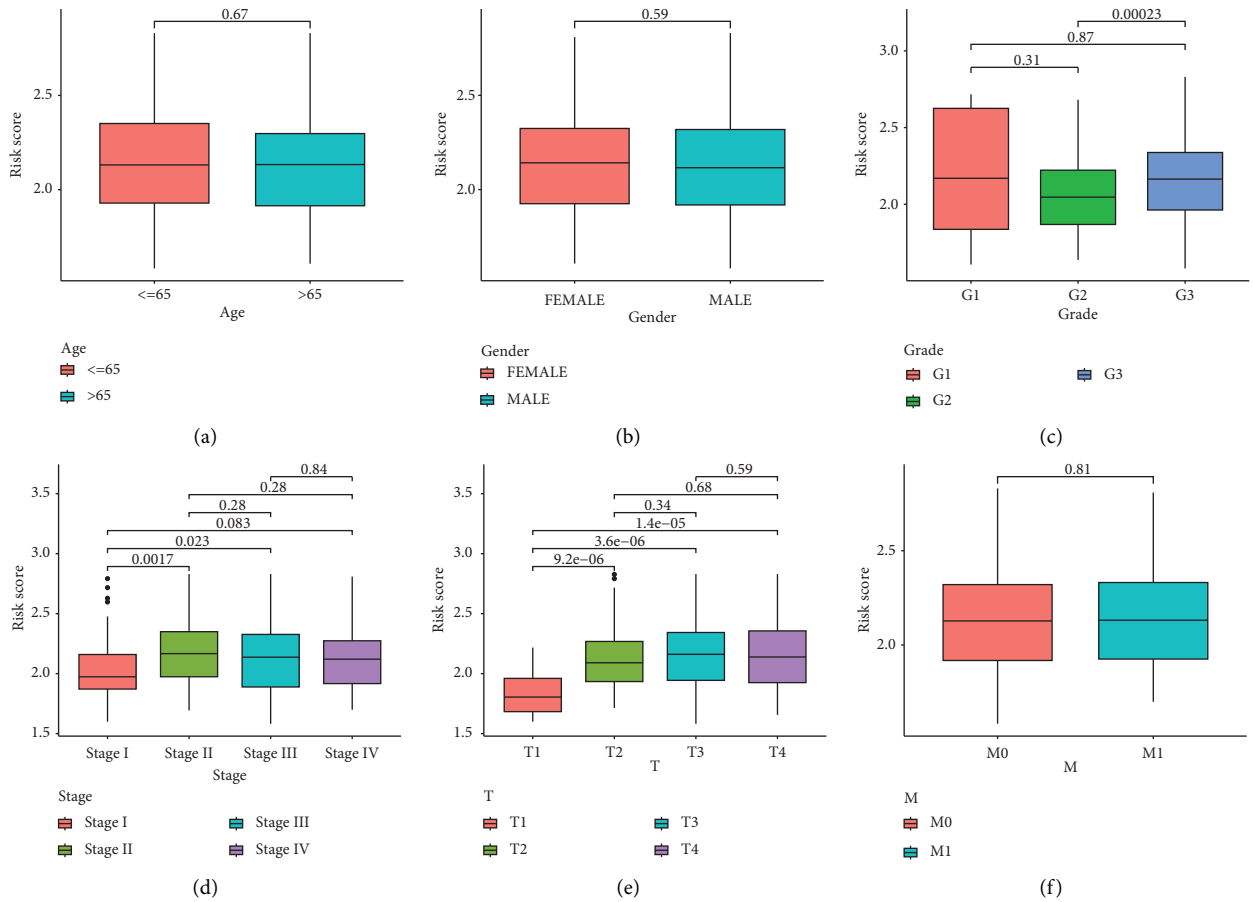 0.67
2.5
2.0
Risk score
<=65
>65
Age
Age
<=65
>65
(a)
0.59
2.5
2.0
Risk score
FEMALE
MALE
Gender
Gender
FEMALE
MALE
(b)
0.00023
0.87
0.31
3.0
2.5
2.0
Risk score
G1
G2
G3
Grade
Grade
G1
G3
G2
(c)
0.84
0.28
0.28
0.083
0.023
0.0017
3.5
3.0
2.5
2.0
1.5
Risk score
Stage I
Stage II
Stage III
Stage IV
Stage
Stage
Stage I
Stage III
Stage II
Stage IV
(d)
0.59
0.68
0.34
1.4e−05
3.6e−06
9.2e−06
3.5
3.0
2.5
2.0
1.5
Risk score
T1
T2
T3
T4
T
T
T1
T3
T2
T4
(e)
0.81
2.5
2.0
Risk score
M0
M1
M
M
M0
M1
(f)